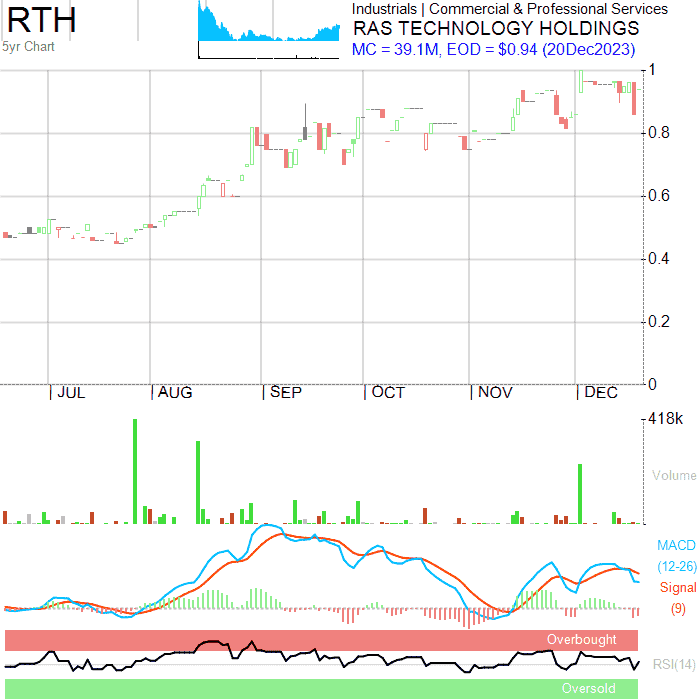 RTH
5yr Chart
Industrials | Commercial & Professional Services
RAS TECHNOLOGY HOLDINGS
MC = 39.1M, EOD = $0.94 (20Dec2023)
1
0.8
0.6
0.4
0.2
0
JUL AUG SEP OCT NOV DEC
418k
Volume
MACD
(12-26)
Signal
(9)
Overbought
RSI(14)
Oversold